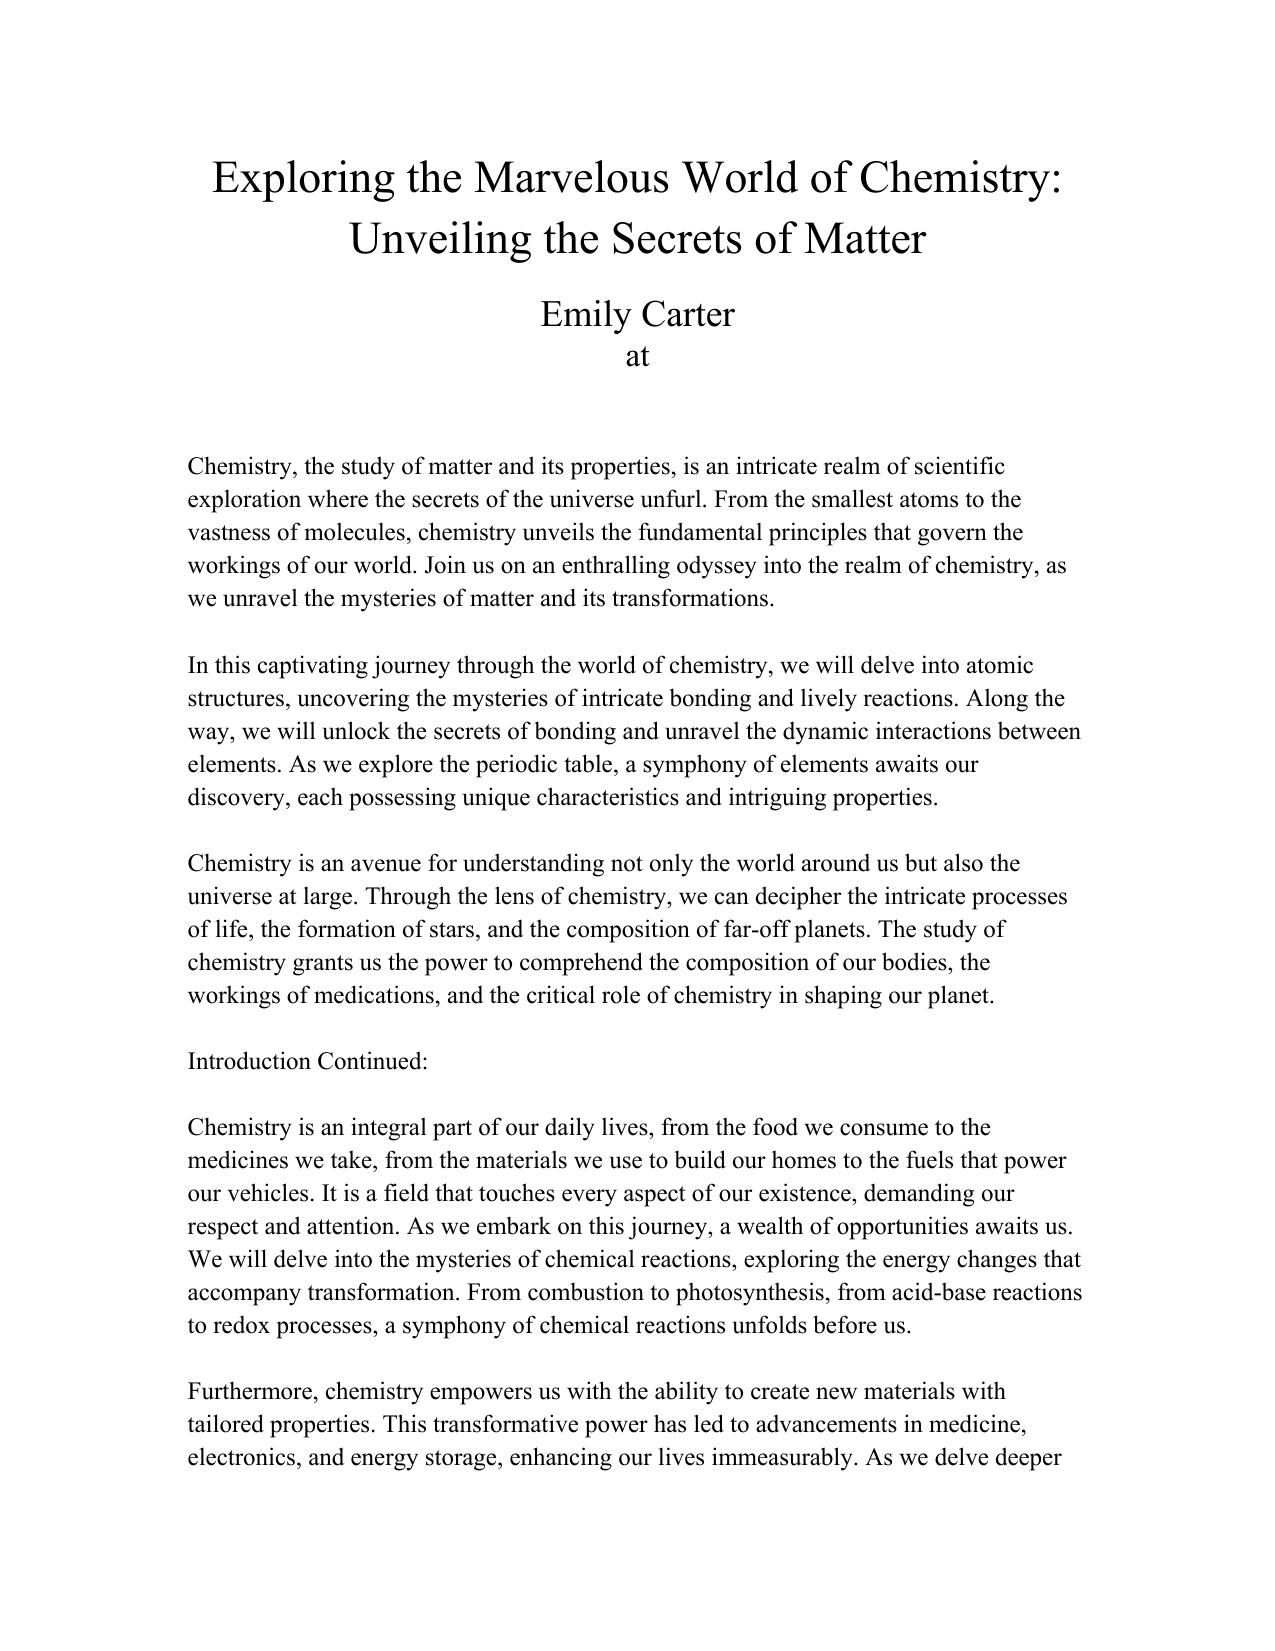 Exploring the Marvelous World of Chemistry:
Unveiling the Secrets of Matter
Emily Carter
at
Chemistry, the study of matter and its properties, is an intricate realm of scientific
exploration where the secrets of the universe unfurl. From the smallest atoms to the
vastness of molecules, chemistry unveils the fundamental principles that govern the
workings of our world. Join us on an enthralling odyssey into the realm of chemistry, as
we unravel the mysteries of matter and its transformations.
In this captivating journey through the world of chemistry, we will delve into atomic
structures, uncovering the mysteries of intricate bonding and lively reactions. Along the
way, we will unlock the secrets of bonding and unravel the dynamic interactions between
elements. As we explore the periodic table, a symphony of elements awaits our
discovery, each possessing unique characteristics and intriguing properties.
Chemistry is an avenue for understanding not only the world around us but also the
universe at large. Through the lens of chemistry, we can decipher the intricate processes
of life, the formation of stars, and the composition of far-off planets. The study of
chemistry grants us the power to comprehend the composition of our bodies, the
workings of medications, and the critical role of chemistry in shaping our planet.
Introduction Continued:
Chemistry is an integral part of our daily lives, from the food we consume to the
medicines we take, from the materials we use to build our homes to the fuels that power
our vehicles. It is a field that touches every aspect of our existence, demanding our
respect and attention. As we embark on this journey, a wealth of opportunities awaits us.
We will delve into the mysteries of chemical reactions, exploring the energy changes that
accompany transformation. From combustion to photosynthesis, from acid-base reactions
to redox processes, a symphony of chemical reactions unfolds before us.
Furthermore, chemistry empowers us with the ability to create new materials with
tailored properties. This transformative power has led to advancements in medicine,
electronics, and energy storage, enhancing our lives immeasurably. As we delve deeper